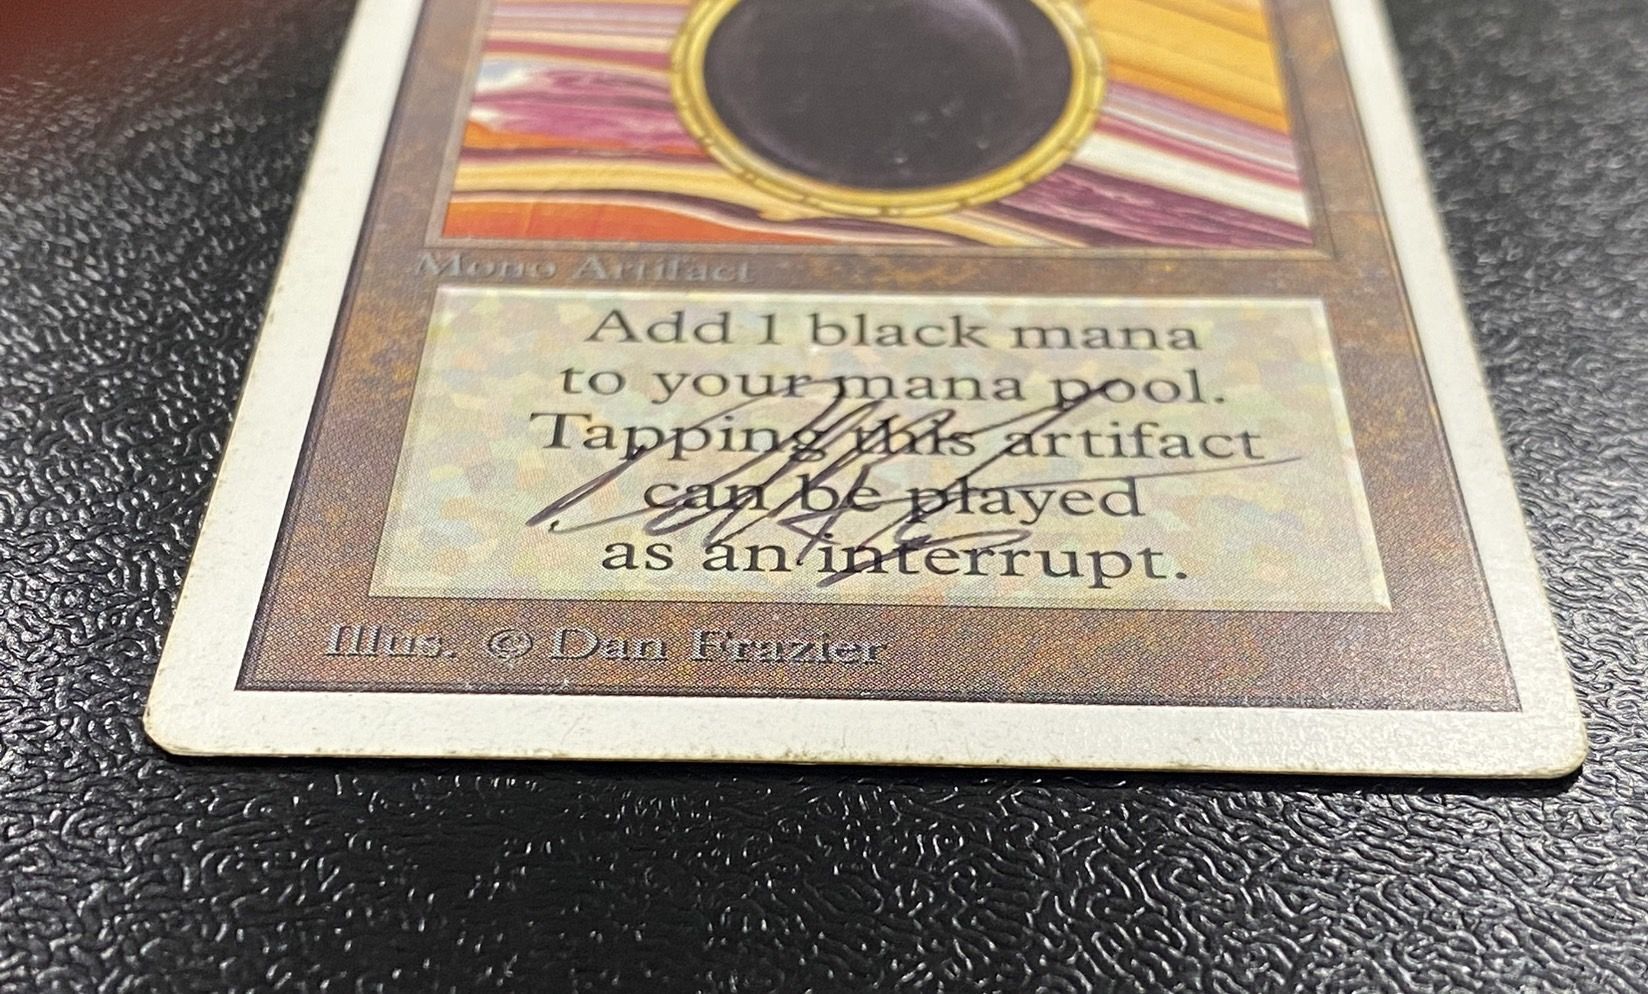 Mono Artifact
Add 1 black mana
to your mana pool.
Tapping this artifact
can be played
as an interrupt.
Illus. © Dan Frazier